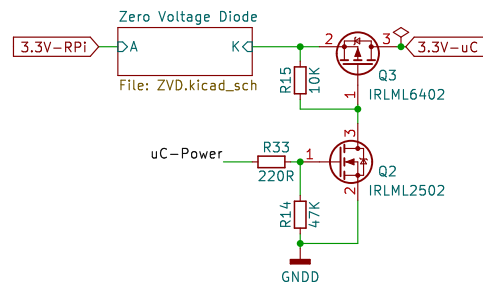 Zero Voltage Diode
3.3V-RPi
A
K
2
3
3.3V-uC
R15
10K
1
Q3
IRLML6402
File: ZVD.kicad_sch
uC-Power
R33
220R
1
3
Q2
IRLML2502
2
R14
47K
GNDD